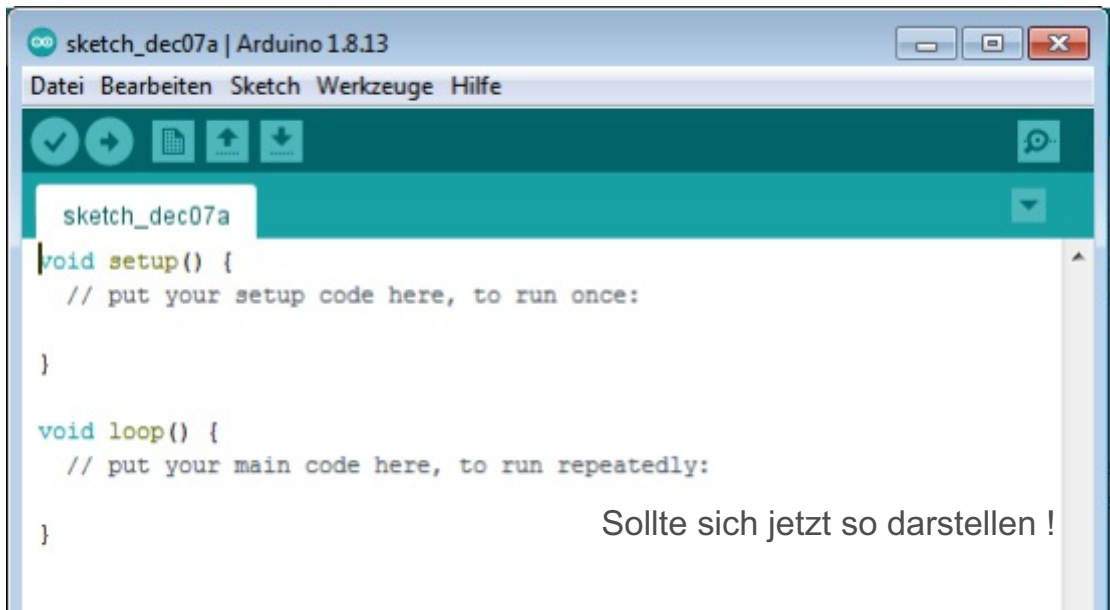 sketch_dec07a | Arduino 1.8.13
Datei Bearbeiten Sketch Werkzeuge Hilfe
sketch_dec07a
void setup() {
  // put your setup code here, to run once:
}
void loop() {
  // put your main code here, to run repeatedly:
Sollte sich jetzt so darstellen !
}